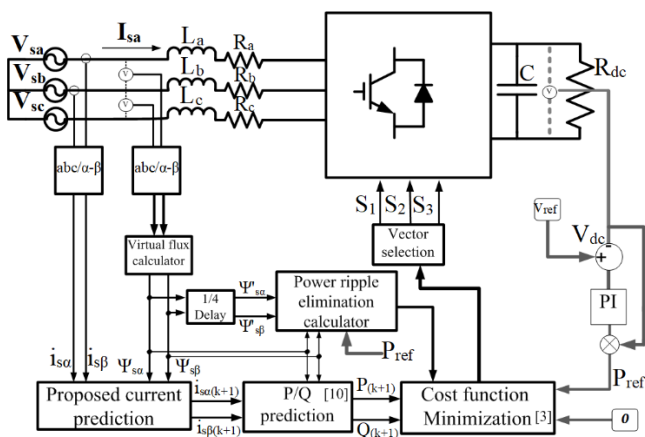 Vsa
Isa
La
Ra
Vsb
Lb
Rb
Vsc
Lc
Rc
V
V
C
V
Rdc
abc/α-β
abc/α-β
S1 S2 S3
Vref
Vdc
-
+
Virtual flux
calculator
Vector
selection
PI
1/4
Delay
Ψ'sα
Ψ'sβ
Power ripple
elimination
calculator
Pref
Pref
isα
isβ
Ψsα
Ψsβ
Proposed current
prediction
isα(k+1)
isβ(k+1)
P/Q [10]
prediction
P(k+1)
Q(k+1)
Cost function
Minimization [3]
0